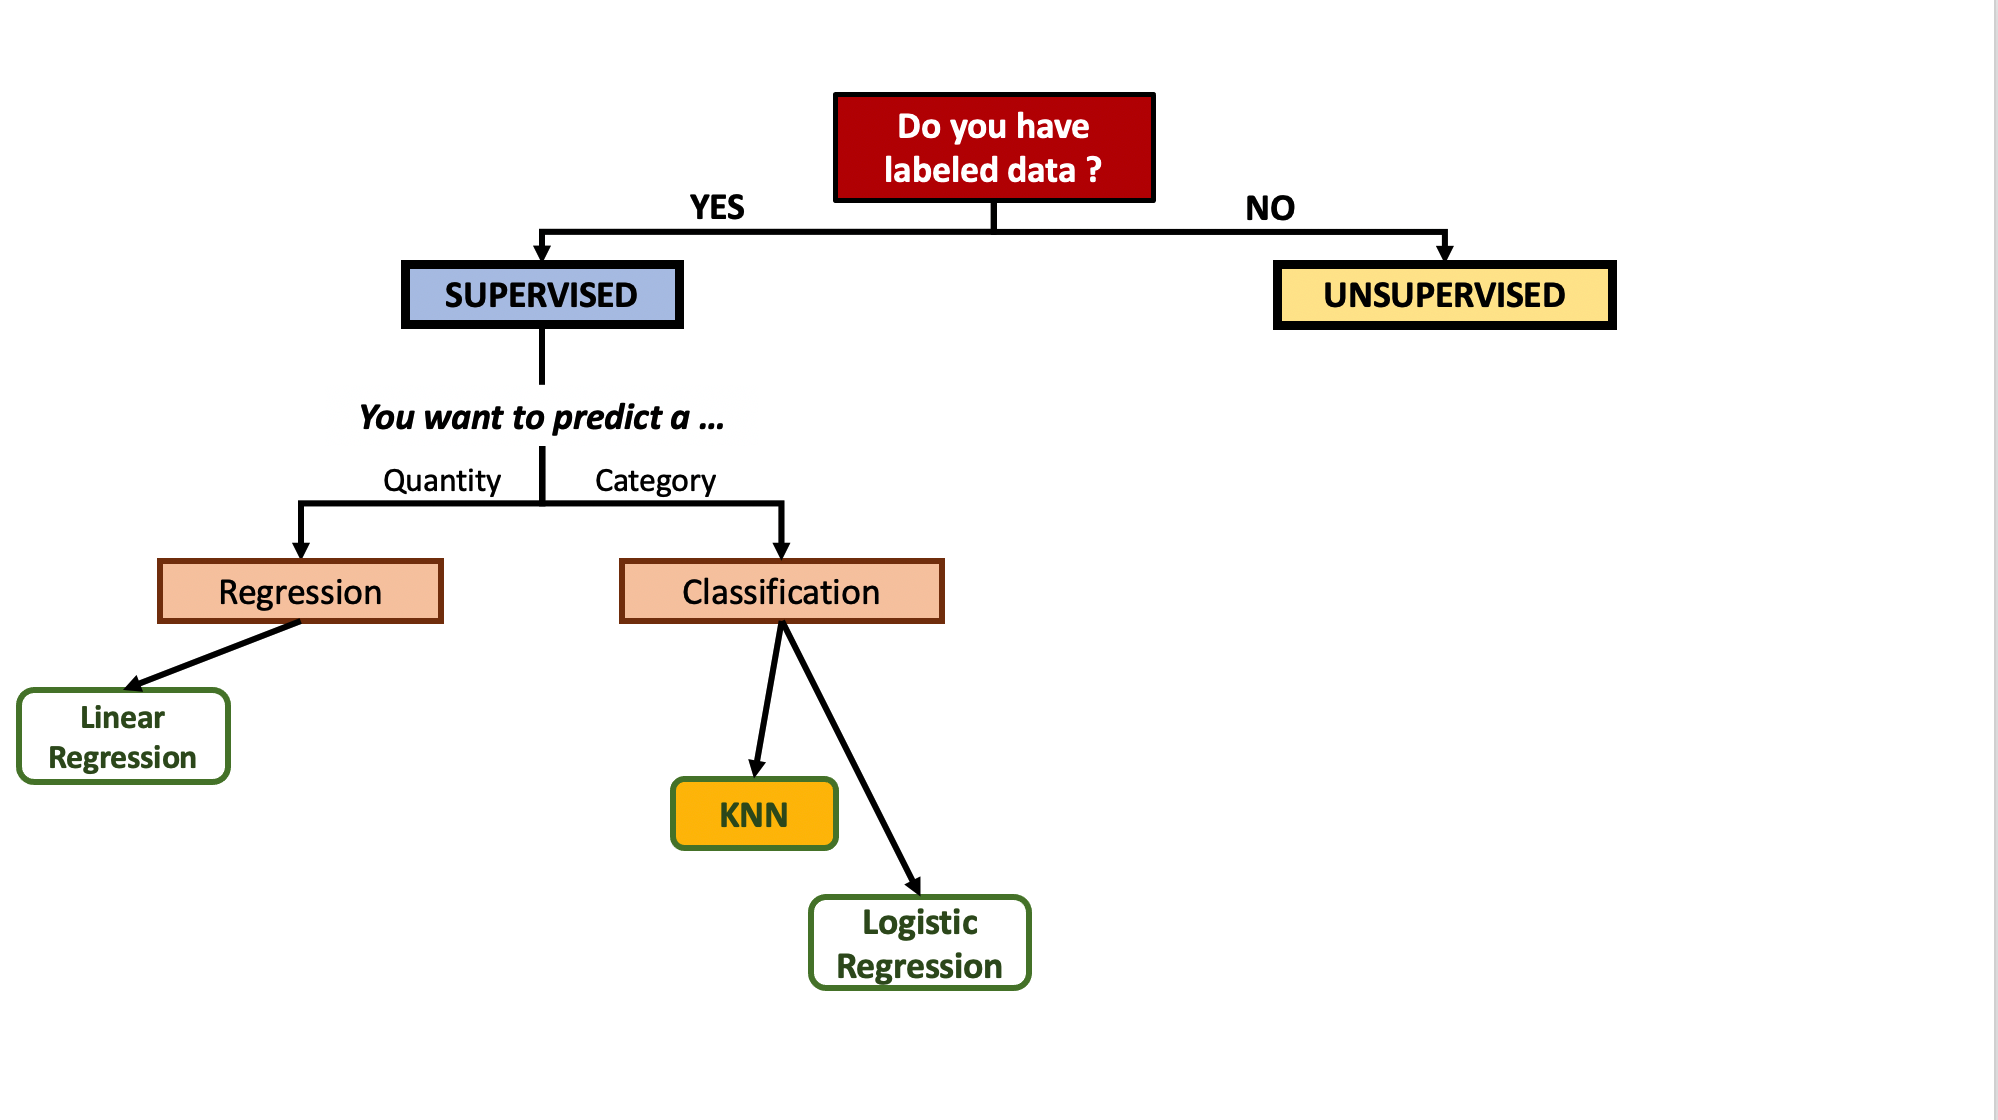 Do you have
labeled data ?
YES
NO
SUPERVISED
UNSUPERVISED
You want to predict a ...
Quantity
Category
Regression
Classification
Linear
Regression
KNN
Logistic
Regression